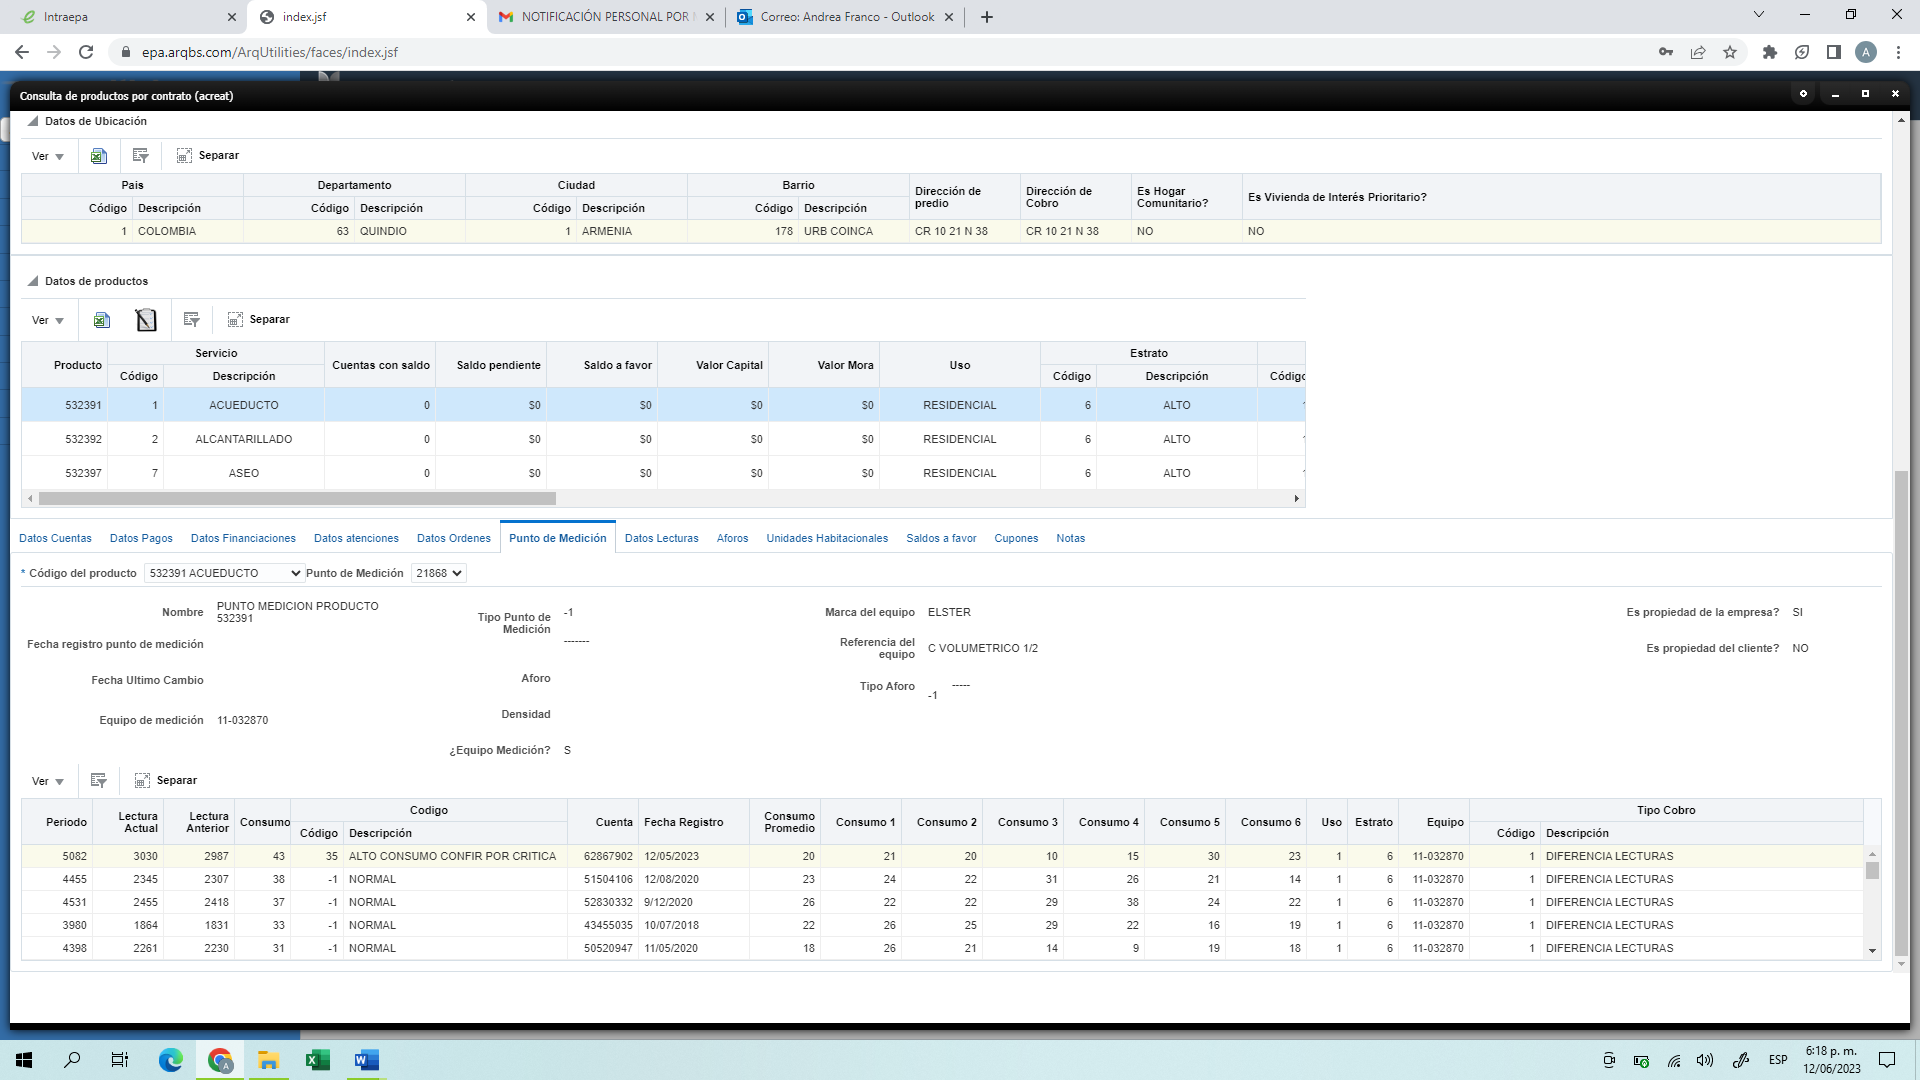 Intraepa
index.jsf
NOTIFICACIÓN PERSONAL POR
Correo: Andrea Franco - Outlook
epa.arqbs.com/ArqUtilities/faces/index.jsf
A
Consulta de productos por contrato (acreat)
Datos de Ubicación
Ver Separar
Pais Departamento Ciudad Barrio Dirección de predio Dirección de Cobro Es Hogar Comunitario? Es Vivienda de Interés Prioritario?
Código Descripción Código Descripción Código Descripción Código Descripción
1 COLOMBIA 63 QUINDIO 1 ARMENIA 178 URB COINCA CR 10 21 N 38 CR 10 21 N 38 NO NO
Datos de productos
Ver Separar
Producto Servicio Cuentas con saldo Saldo pendiente Saldo a favor Valor Capital Valor Mora Uso Estrato
Código Descripción Código Descripción Código
532391 1 ACUEDUCTO 0 $0 $0 $0 $0 RESIDENCIAL 6 ALTO
532392 2 ALCANTARILLADO 0 $0 $0 $0 $0 RESIDENCIAL 6 ALTO
532397 7 ASEO 0 $0 $0 $0 $0 RESIDENCIAL 6 ALTO
Datos Cuentas Datos Pagos Datos Financiaciones Datos atenciones Datos Ordenes Punto de Medición Datos Lecturas Aforos Unidades Habitacionales Saldos a favor Cupones Notas
* Código del producto 532391 ACUEDUCTO Punto de Medición 21868
Nombre PUNTO MEDICION PRODUCTO 532391
Fecha registro punto de medición
Fecha Ultimo Cambio
Equipo de medición 11-032870
Tipo Punto de Medición -1
-------
Aforo
Densidad
¿Equipo Medición? S
Marca del equipo ELSTER
Referencia del equipo C VOLUMETRICO 1/2
Tipo Aforo -1 -----
Es propiedad de la empresa? SI
Es propiedad del cliente? NO
Ver Separar
Periodo Lectura Actual Lectura Anterior Consumo Codigo Cuenta Fecha Registro Consumo Promedio Consumo 1 Consumo 2 Consumo 3 Consumo 4 Consumo 5 Consumo 6 Uso Estrato Equipo Tipo Cobro
Código Descripción Código Descripción
5082 3030 2987 43 35 ALTO CONSUMO CONFIR POR CRITICA 62867902 12/05/2023 20 21 20 10 15 30 23 1 6 11-032870 1 DIFERENCIA LECTURAS
4455 2345 2307 38 -1 NORMAL 51504106 12/08/2020 23 24 22 31 26 21 14 1 6 11-032870 1 DIFERENCIA LECTURAS
4531 2455 2418 37 -1 NORMAL 52830332 9/12/2020 26 22 22 29 38 24 22 1 6 11-032870 1 DIFERENCIA LECTURAS
3980 1864 1831 33 -1 NORMAL 43455035 10/07/2018 22 26 25 29 22 16 19 1 6 11-032870 1 DIFERENCIA LECTURAS
4398 2261 2230 31 -1 NORMAL 50520947 11/05/2020 18 26 21 14 9 19 18 1 6 11-032870 1 DIFERENCIA LECTURAS
ESP
6:18 p. m.
12/06/2023